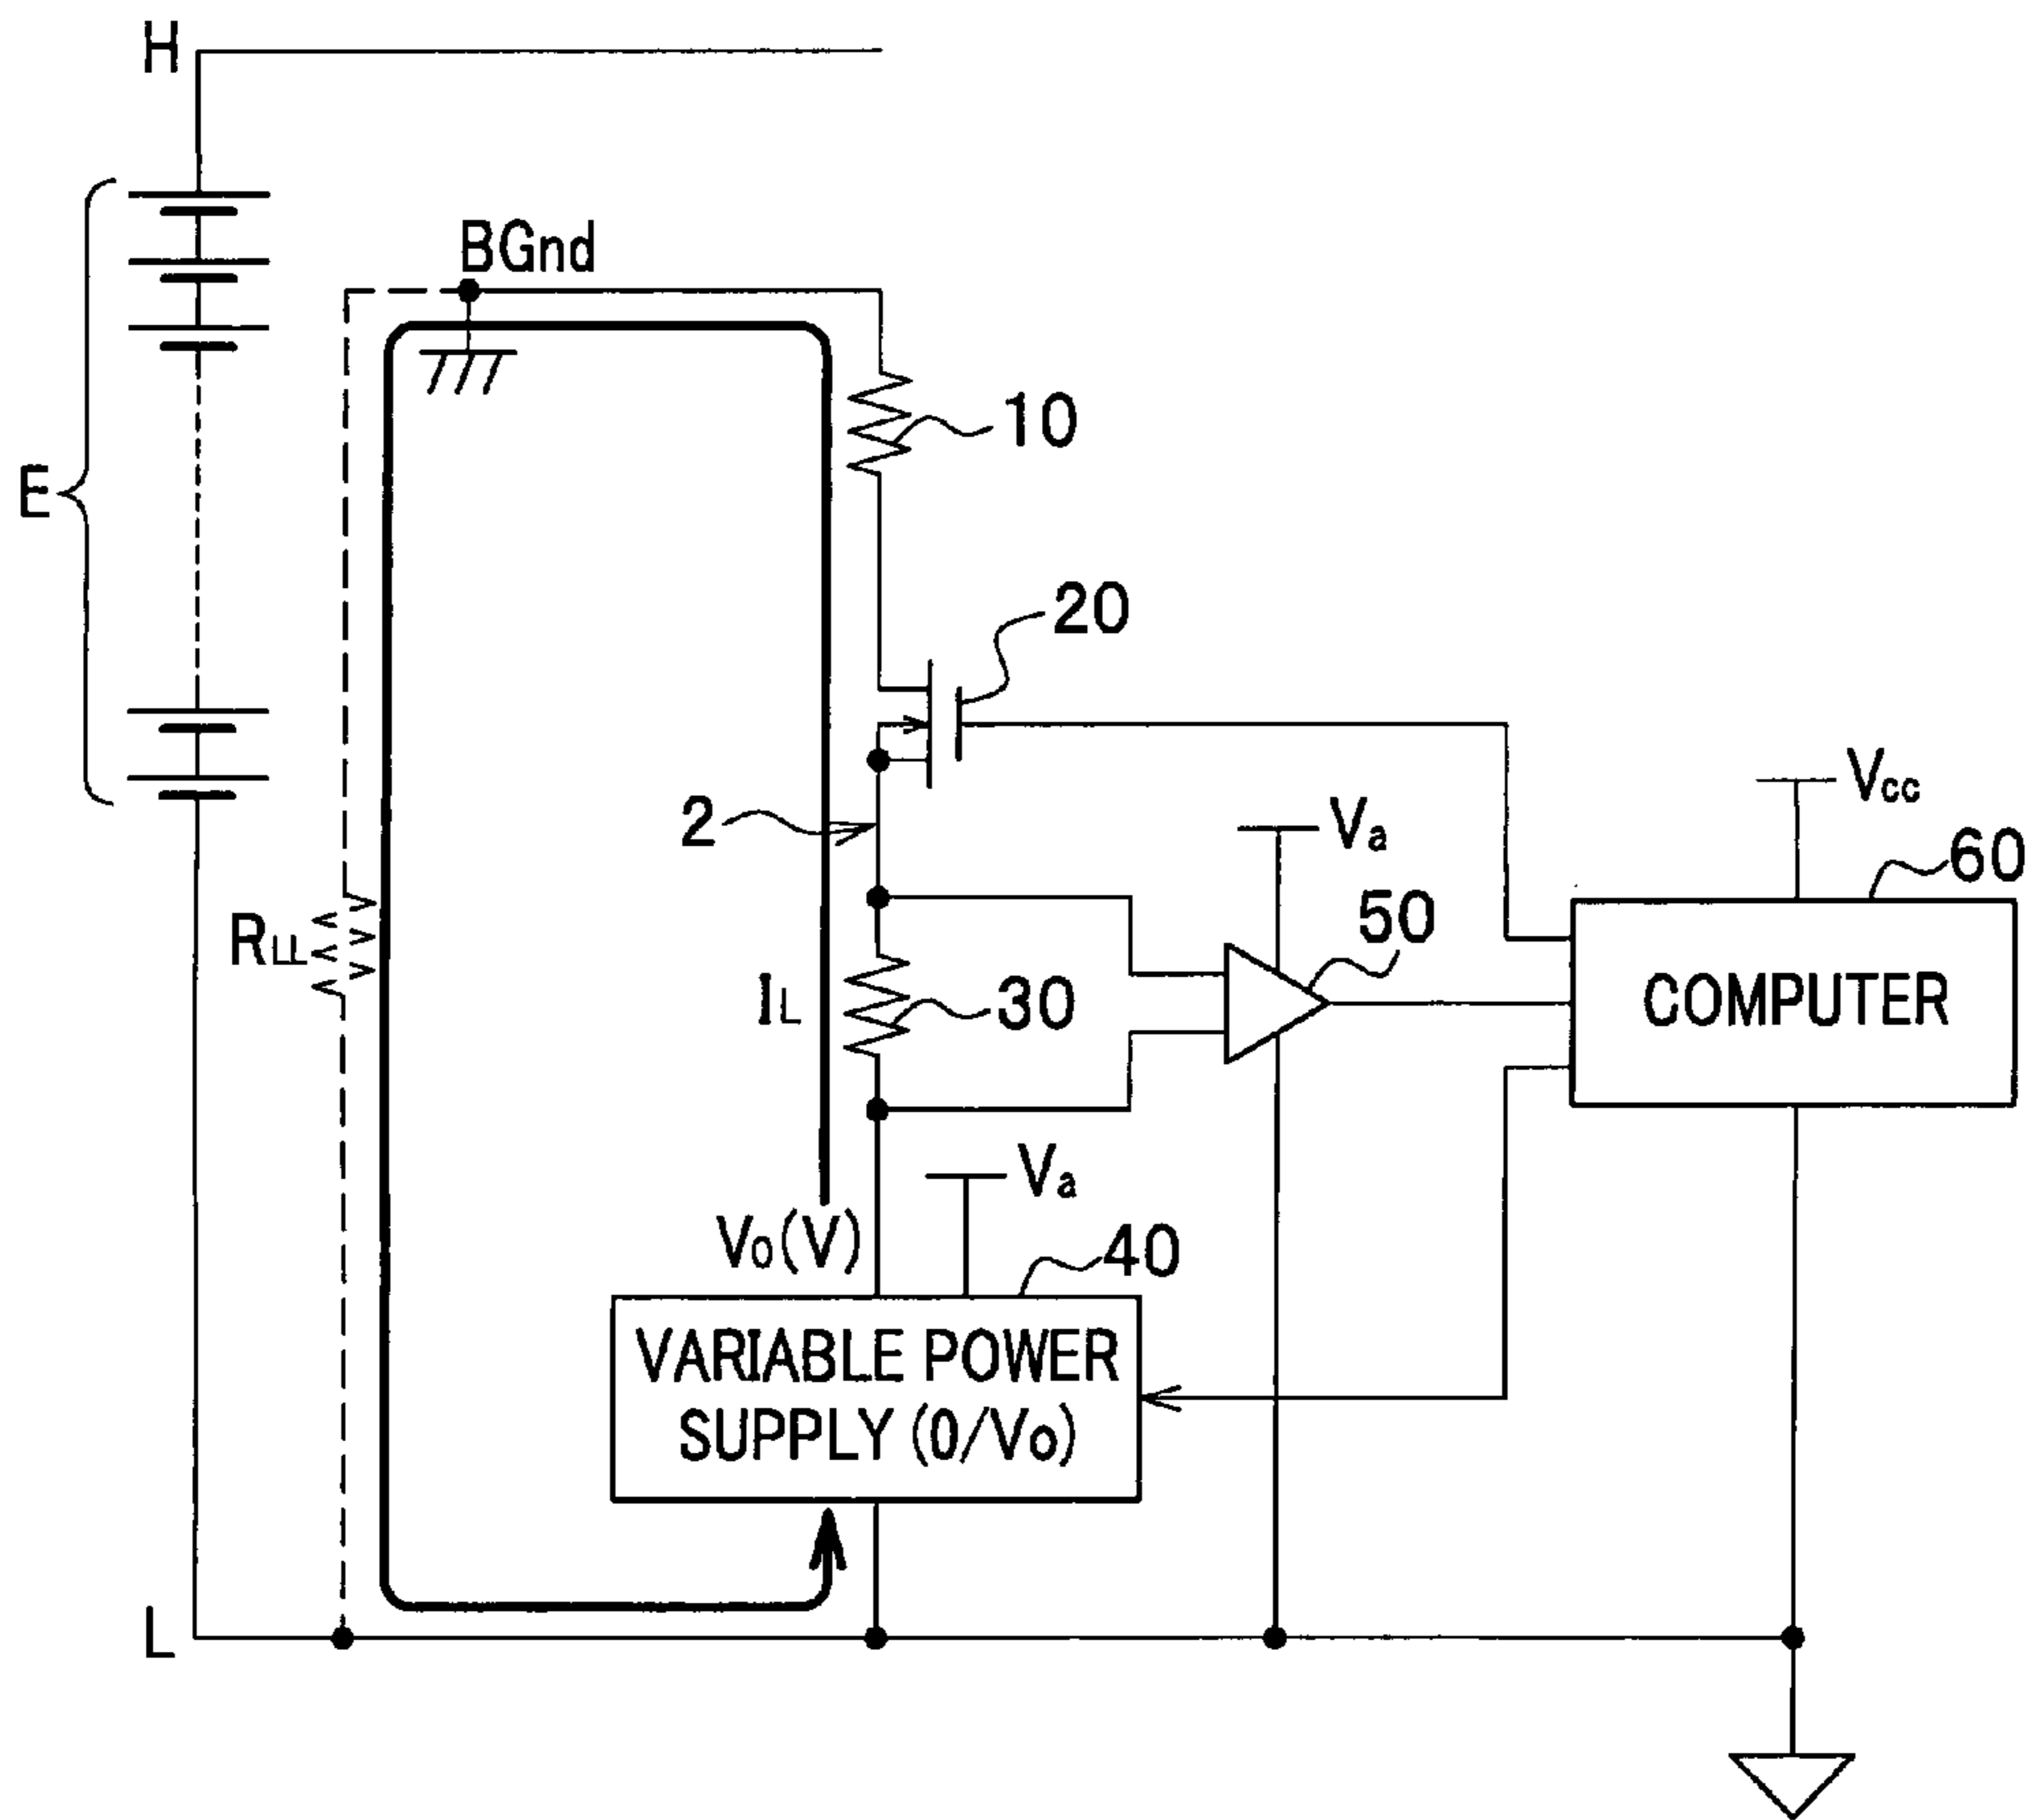 H
BGnd
10
E
20
2
Vcc
Va
60
50
RLL
IL
30
COMPUTER
Va
Vo(V)
40
VARIABLE POWER
SUPPLY (0/Vo)
L